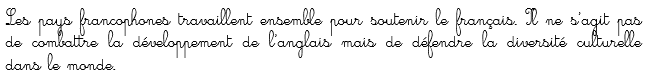 Les pays francophones travaillent ensemble pour soutenir le français. Il ne s'agit pas
de combattre la développement de l'anglais mais de défendre la diversité culturelle
dans le monde.